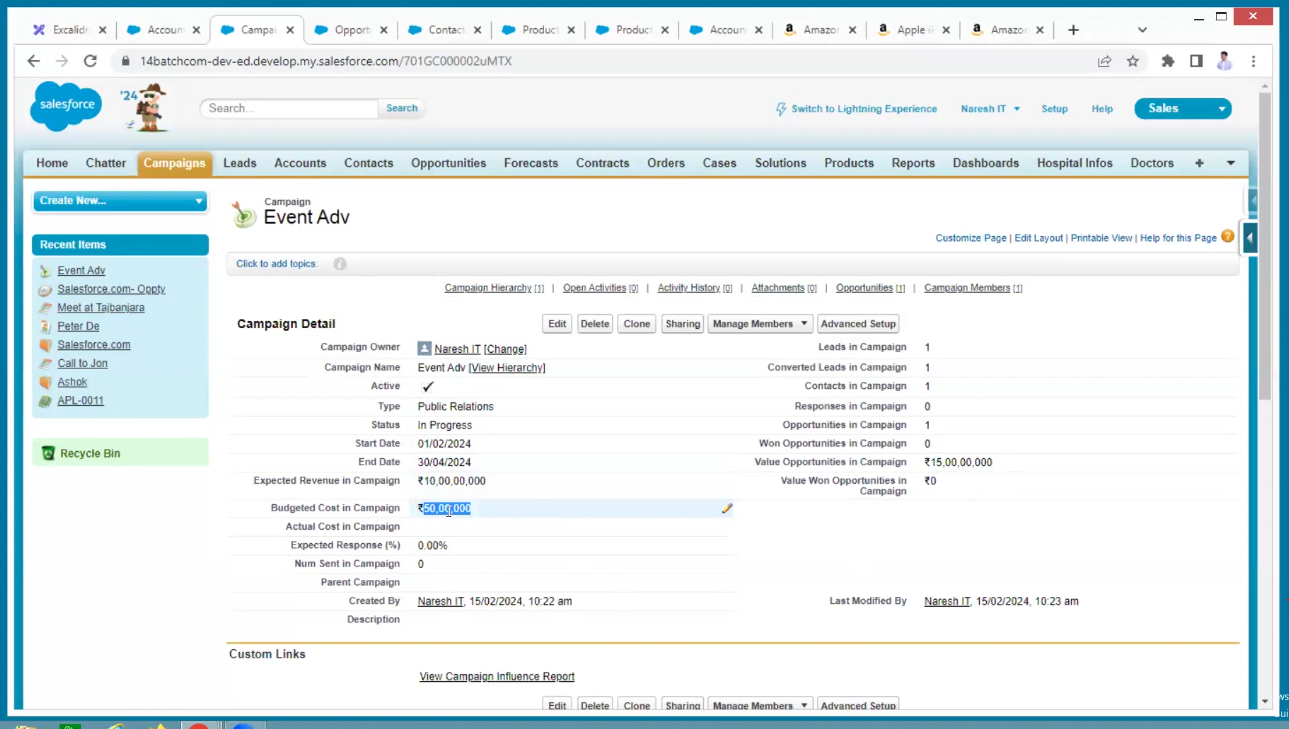 Excalid
Accoun
Campai
Opport
Contac
Product
Product
Accoun
Amazo
Apple i
Amazo
14batchcom-dev-ed.develop.my.salesforce.com/701GC000002uMTX
salesforce
'24
Search...
Search
Switch to Lightning Experience
Naresh IT
Setup
Help
Sales
Home Chatter Campaigns Leads Accounts Contacts Opportunities Forecasts Contracts Orders Cases Solutions Products Reports Dashboards Hospital Infos Doctors +
Create New...
Recent Items
Event Adv
Salesforce.com- Oppty
Meet at Tajbanjara
Peter De
Salesforce.com
Call to Jon
Ashok
APL-0011
Recycle Bin
Campaign
Event Adv
Customize Page | Edit Layout | Printable View | Help for this Page ?
Click to add topics: i
Campaign Hierarchy [1] | Open Activities [0] | Activity History [0] | Attachments [0] | Opportunities [1] | Campaign Members [1]
Campaign Detail
Edit Delete Clone Sharing Manage Members Advanced Setup
Campaign Owner Naresh IT [Change] Leads in Campaign 1
Campaign Name Event Adv [View Hierarchy] Converted Leads in Campaign 1
Active Contacts in Campaign 1
Type Public Relations Responses in Campaign 0
Status In Progress Opportunities in Campaign 1
Start Date 01/02/2024 Won Opportunities in Campaign 0
End Date 30/04/2024 Value Opportunities in Campaign ₹15,00,00,000
Expected Revenue in Campaign ₹10,00,00,000 Value Won Opportunities in Campaign ₹0
Budgeted Cost in Campaign ₹50,00,000
Actual Cost in Campaign
Expected Response (%) 0.00%
Num Sent in Campaign 0
Parent Campaign
Created By Naresh IT, 15/02/2024, 10:22 am Last Modified By Naresh IT, 15/02/2024, 10:23 am
Description
Custom Links
View Campaign Influence Report
Edit Delete Clone Sharing Manage Members Advanced Setup